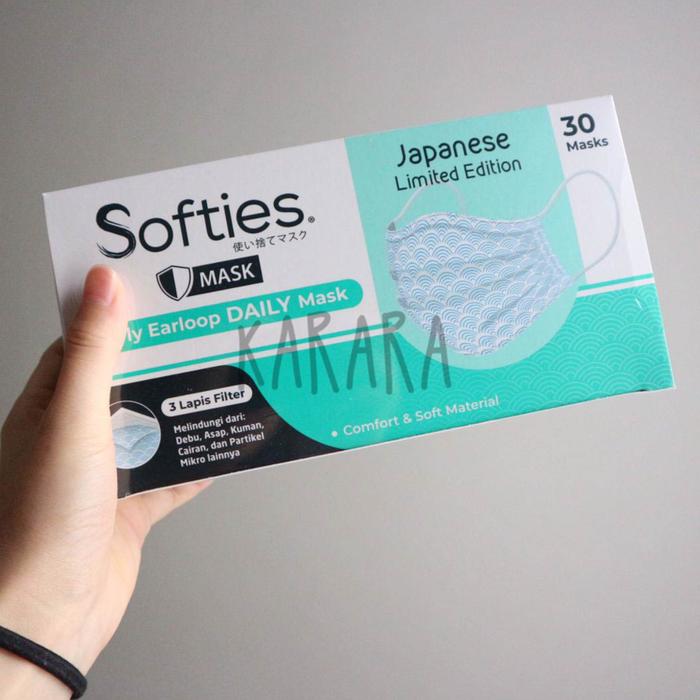 Softies®
使い捨てマスク
MASK
ly Earloop DAILY Mask
3 Lapis Filter
Melindungi dari:
Debu, Asap, Kuman,
Cairan, dan Partikel
Mikro lainnya
Japanese
Limited Edition
30
Masks
• Comfort & Soft Material
KARARA